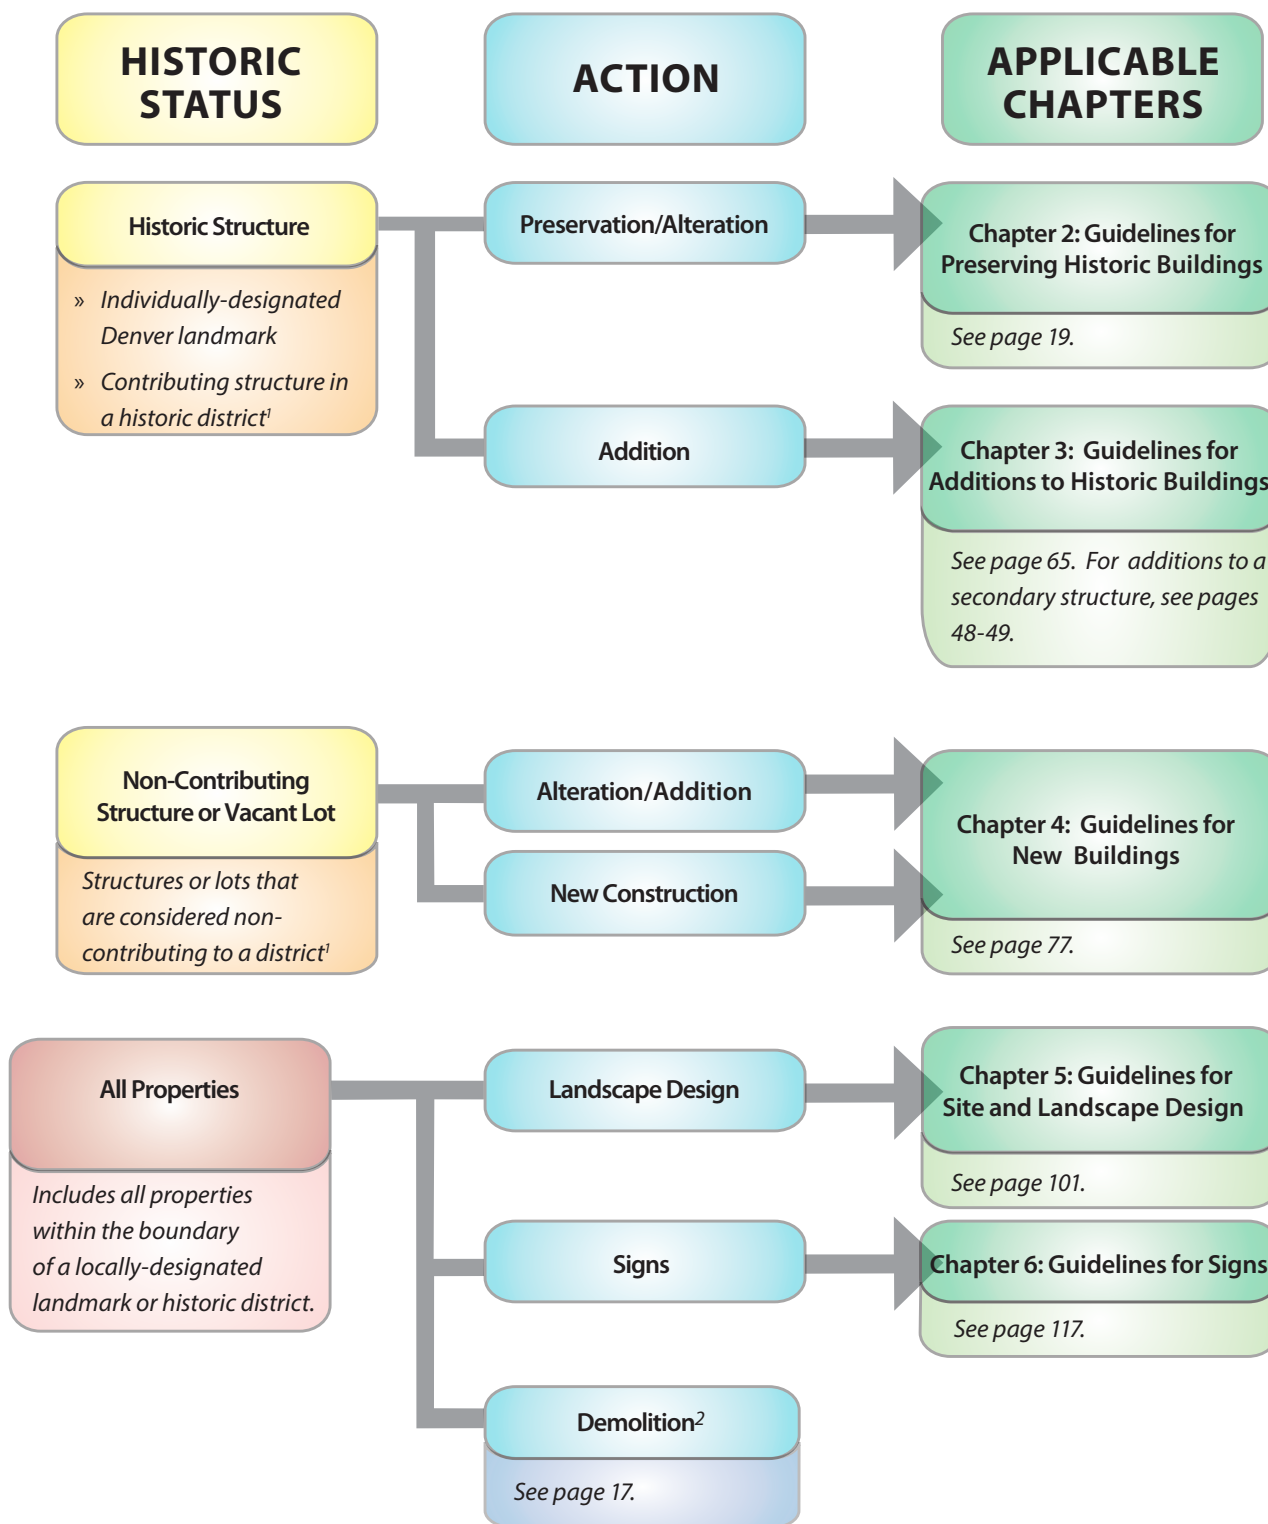 HISTORIC
STATUS
ACTION
APPLICABLE
CHAPTERS
Historic Structure
» Individually-designated
Denver landmark
» Contributing structure in
a historic district¹
Preservation/Alteration
Chapter 2: Guidelines for
Preserving Historic Buildings
See page 19.
Addition
Chapter 3: Guidelines for
Additions to Historic Buildings
See page 65. For additions to a
secondary structure, see pages
48-49.
Non-Contributing
Structure or Vacant Lot
Structures or lots that
are considered non-
contributing to a district¹
Alteration/Addition
New Construction
Chapter 4: Guidelines for
New Buildings
See page 77.
All Properties
Includes all properties
within the boundary
of a locally-designated
landmark or historic district.
Landscape Design
Chapter 5: Guidelines for
Site and Landscape Design
See page 101.
Signs
Chapter 6: Guidelines for Signs
See page 117.
Demolition²
See page 17.